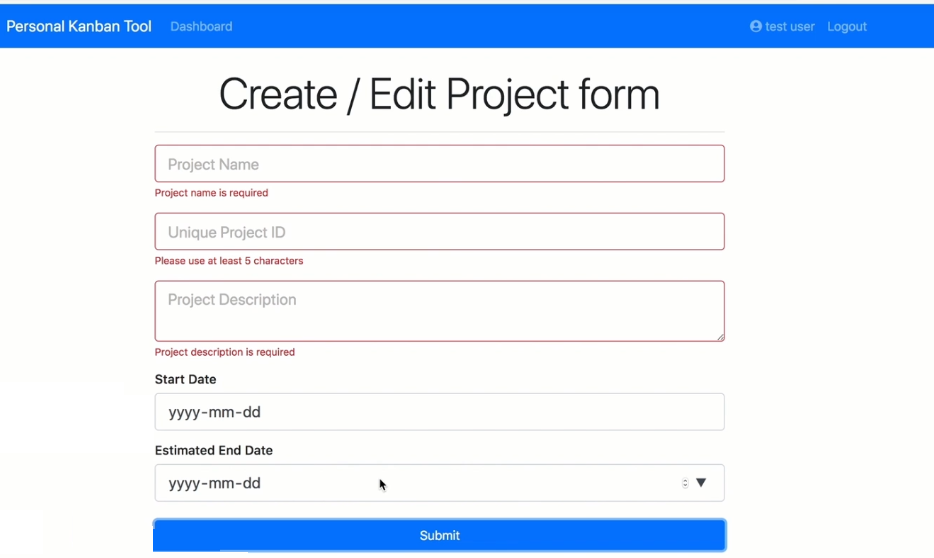 Personal Kanban Tool Dashboard test user Logout
Create / Edit Project form
Project Name
Project name is required
Unique Project ID
Please use at least 5 characters
Project Description
Project description is required
Start Date
yyyy-mm-dd
Estimated End Date
yyyy-mm-dd
Submit